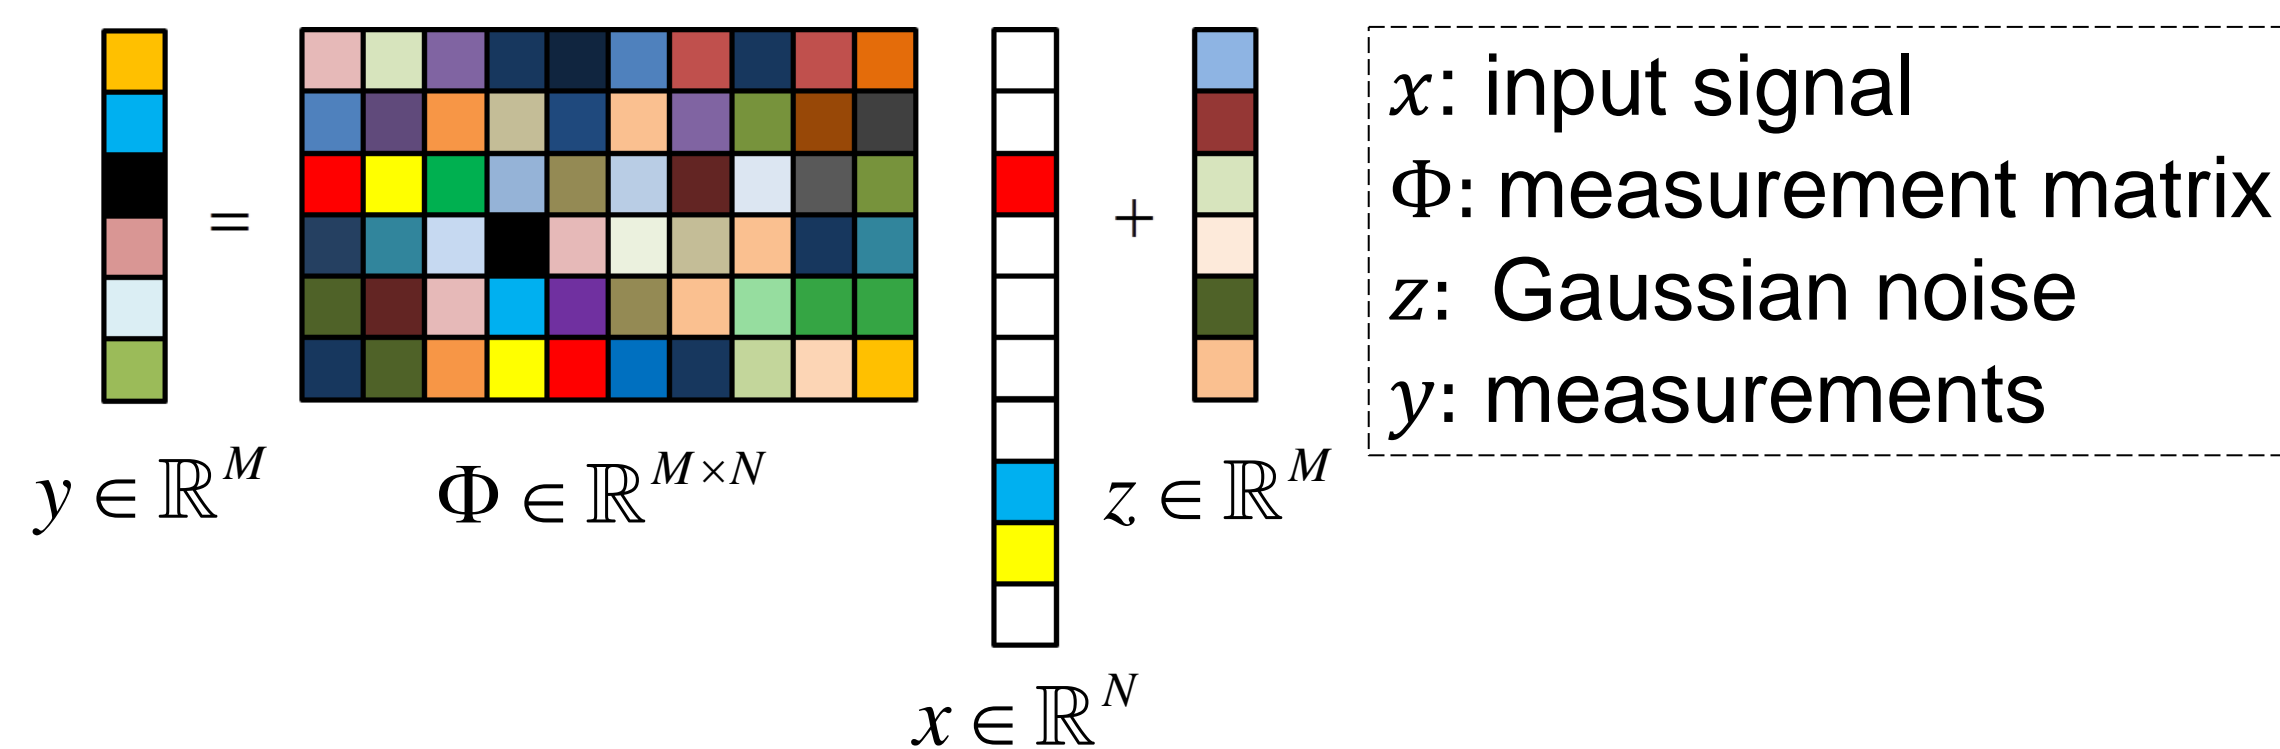 =
+
y ∈ ℝ^M
Φ ∈ ℝ^{M×N}
x ∈ ℝ^N
z ∈ ℝ^M
x: input signal
Φ: measurement matrix
z: Gaussian noise
y: measurements